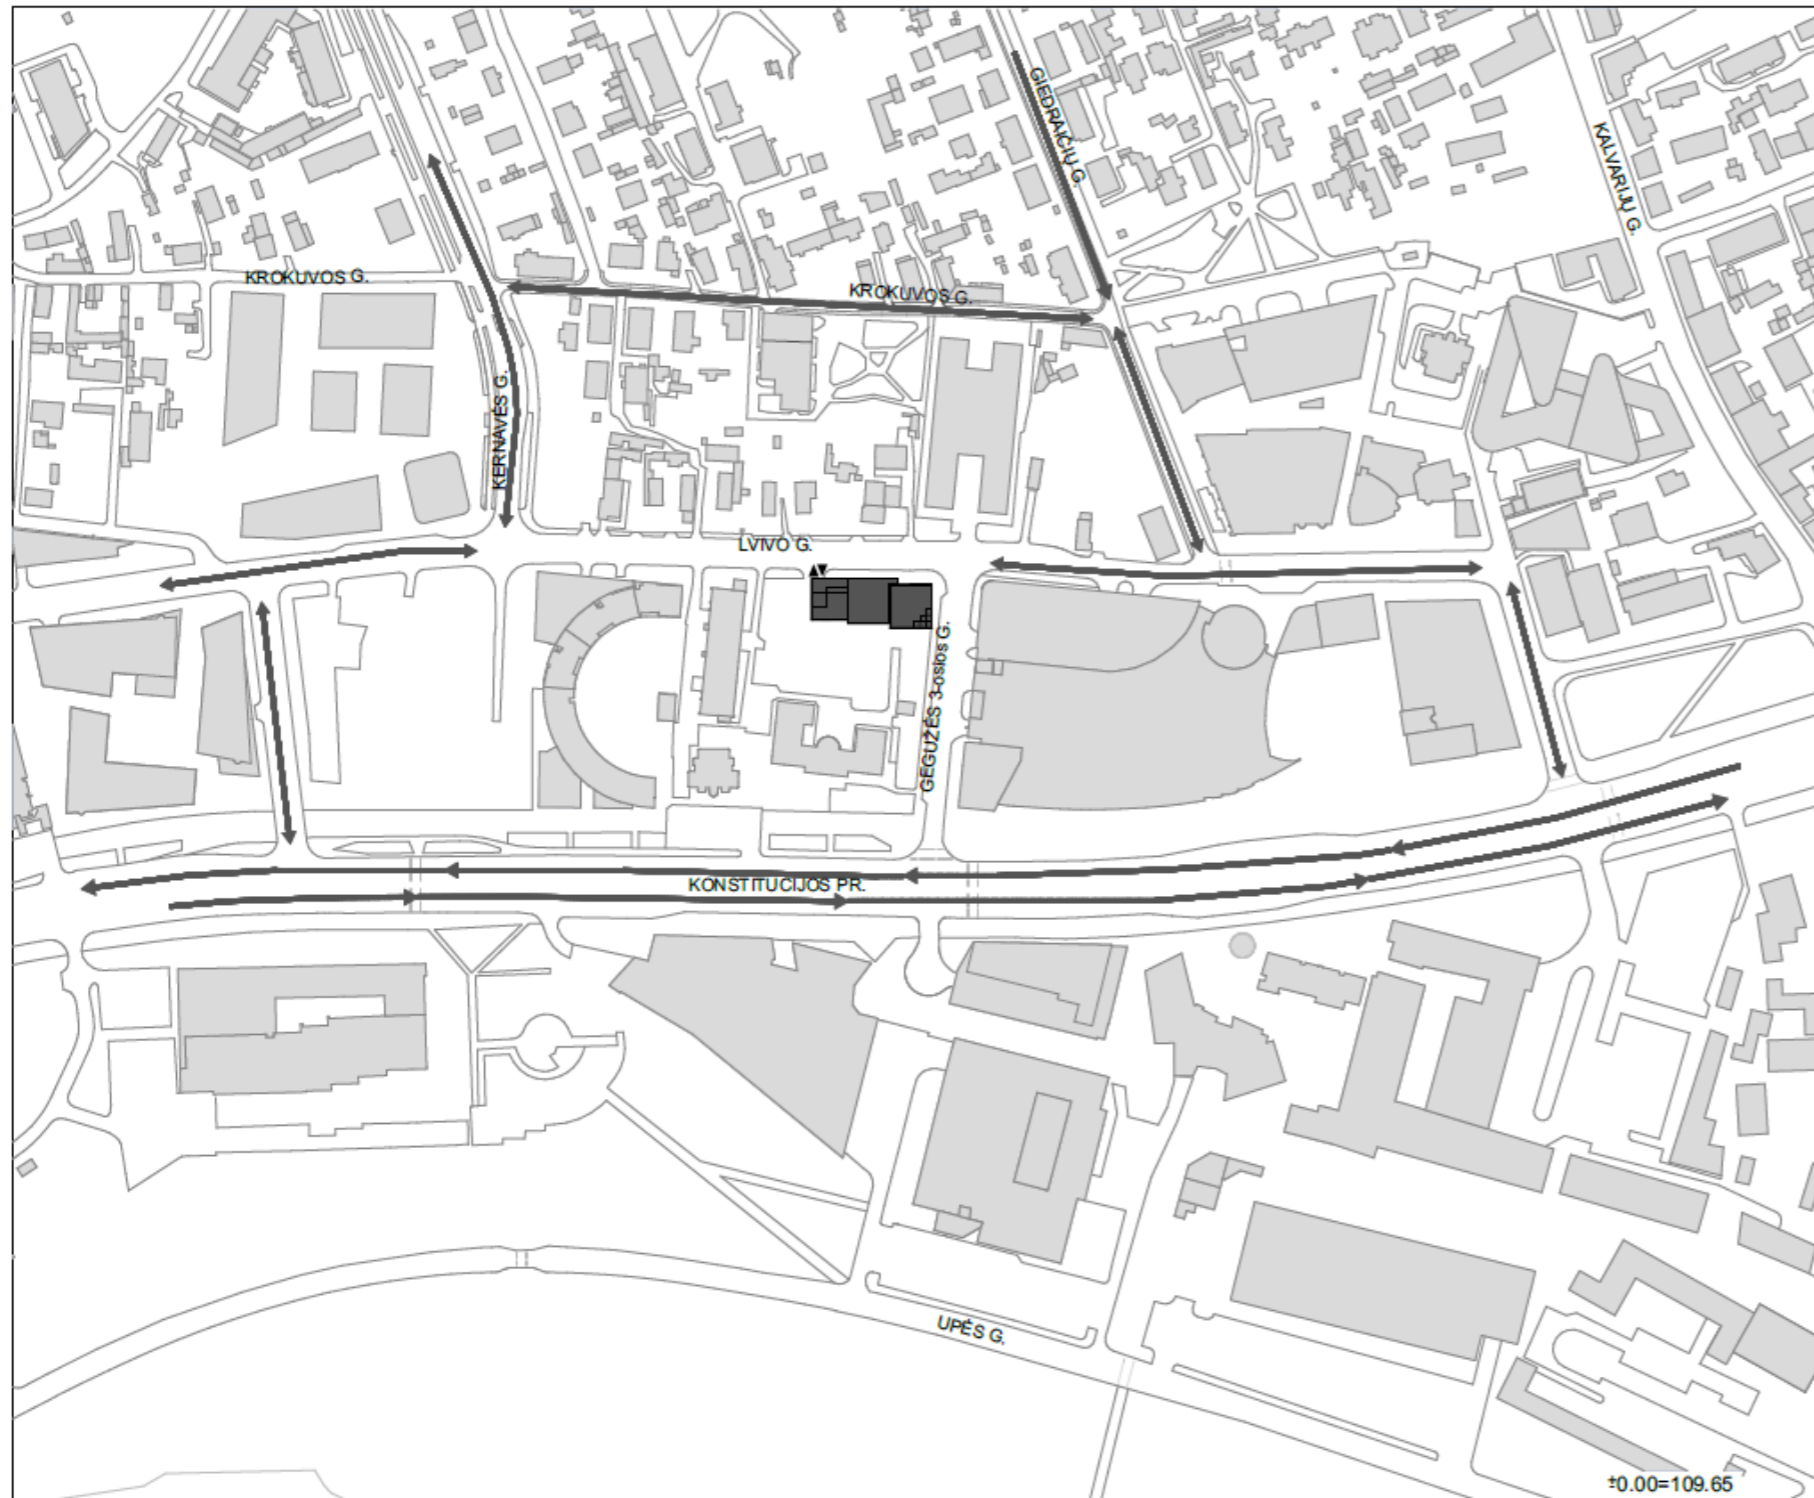 GIEDRAIČIŲ G.
KALVARIJŲ G.
KROKUVOS G.
KROKUVOS G.
KERNAVĖS G.
LVIVO G.
GEGUŽĖS 3-osios G.
KONSTITUCIJOS PR.
UPĖS G.
±0.00=109.65